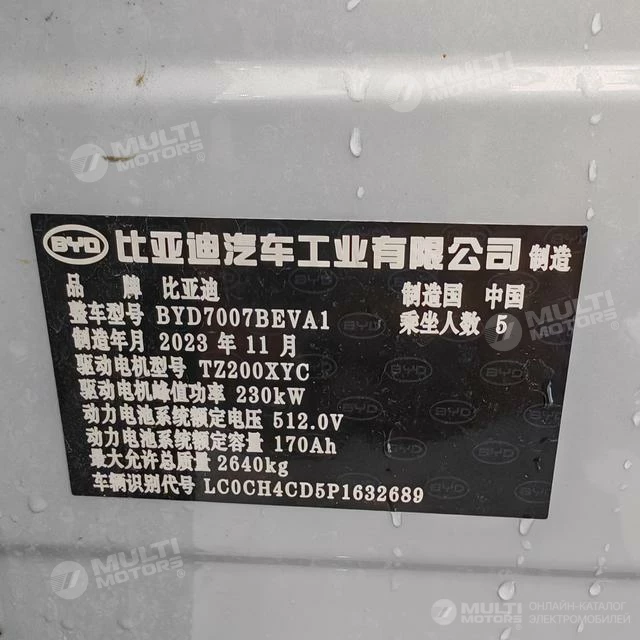 MULTI
MOTORS
MULTI
MOTORS
BYD 比亚迪汽车工业有限公司 制造
品 牌 比亚迪 制造国 中国
整车型号 BYD7007BEVA1 乘坐人数 5
制造年月 2023 年 11 月
驱动电机型号 TZ200XYC
驱动电机峰值功率 230kW
动力电池系统额定电压 512.0V
动力电池系统额定容量 170Ah
最大允许总质量 2640kg
车辆识别代号 LC0CH4CD5P1632689
MULTI
MOTORS
MULTI
MOTORS
ОНЛАЙН-КАТАЛОГ
ЭЛЕКТРОМОБИЛЕЙ